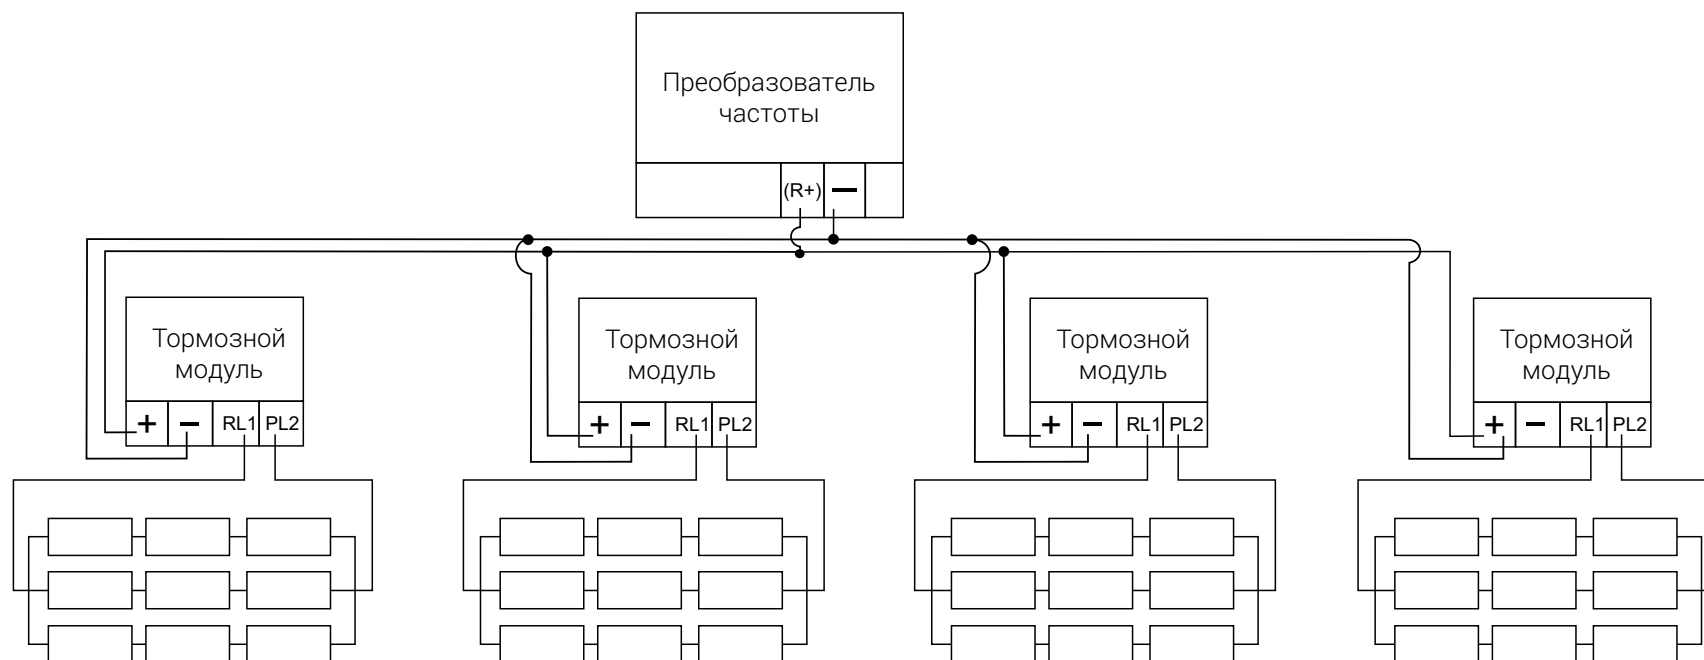 Преобразователь
частоты
(R+) —
Тормозной
модуль
+ − RL1 PL2
Тормозной
модуль
+ − RL1 PL2
Тормозной
модуль
+ − RL1 PL2
Тормозной
модуль
+ − RL1 PL2